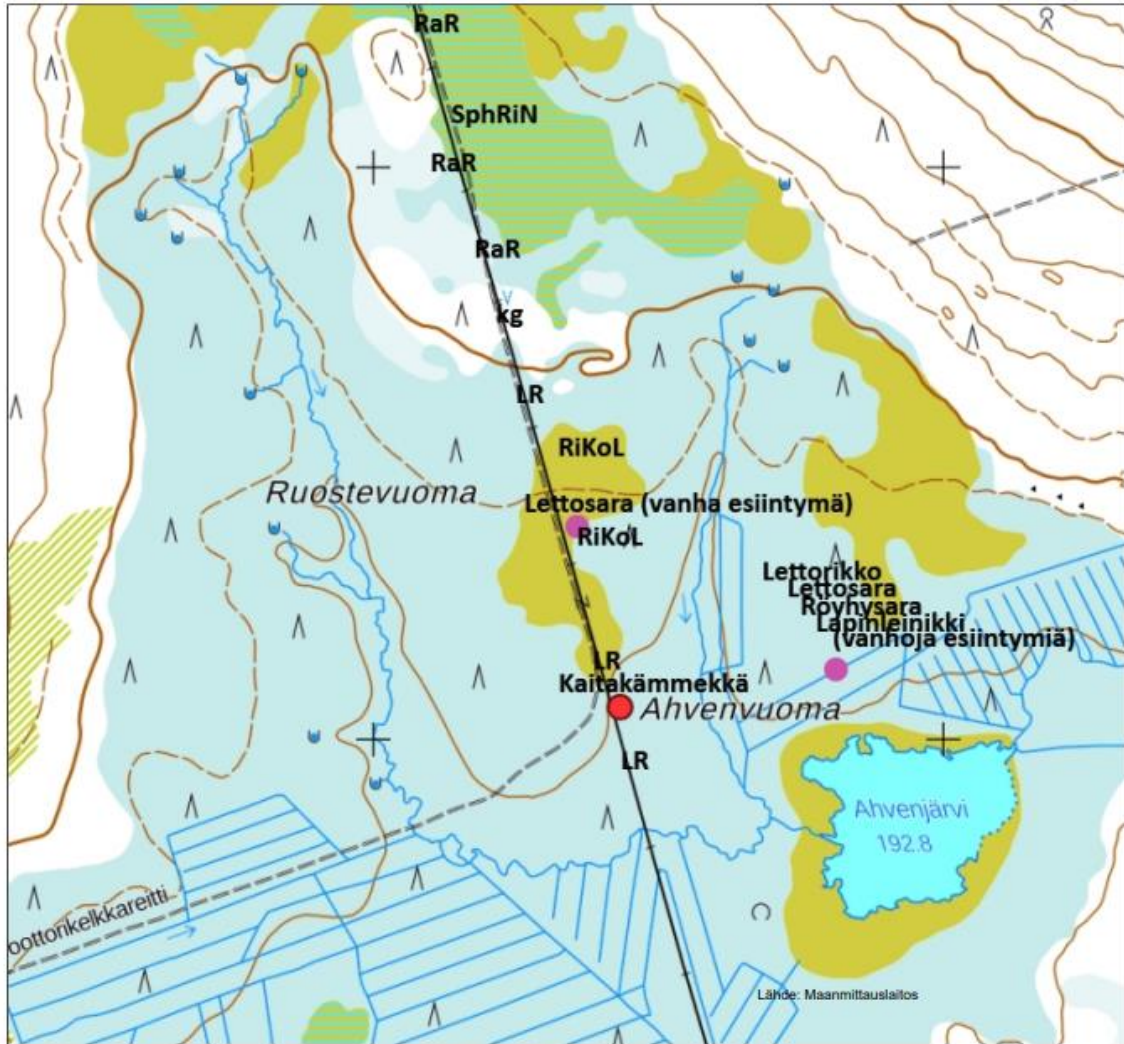 RaR
SphRiN
RaR
RaR
kg
LR
RiKoL
Ruostevuoma
Lettosara (vanha esiintymä)
RiKoL
Lettorikko
Lettosara
Röyhysara
Lapinleinikki
(vanhoja esiintymiä)
LR
Kaitakämmekkä
Ahvenvuoma
LR
Ahvenjärvi
192.8
oottorikelkkareitti
Lähde: Maanmittauslaitos